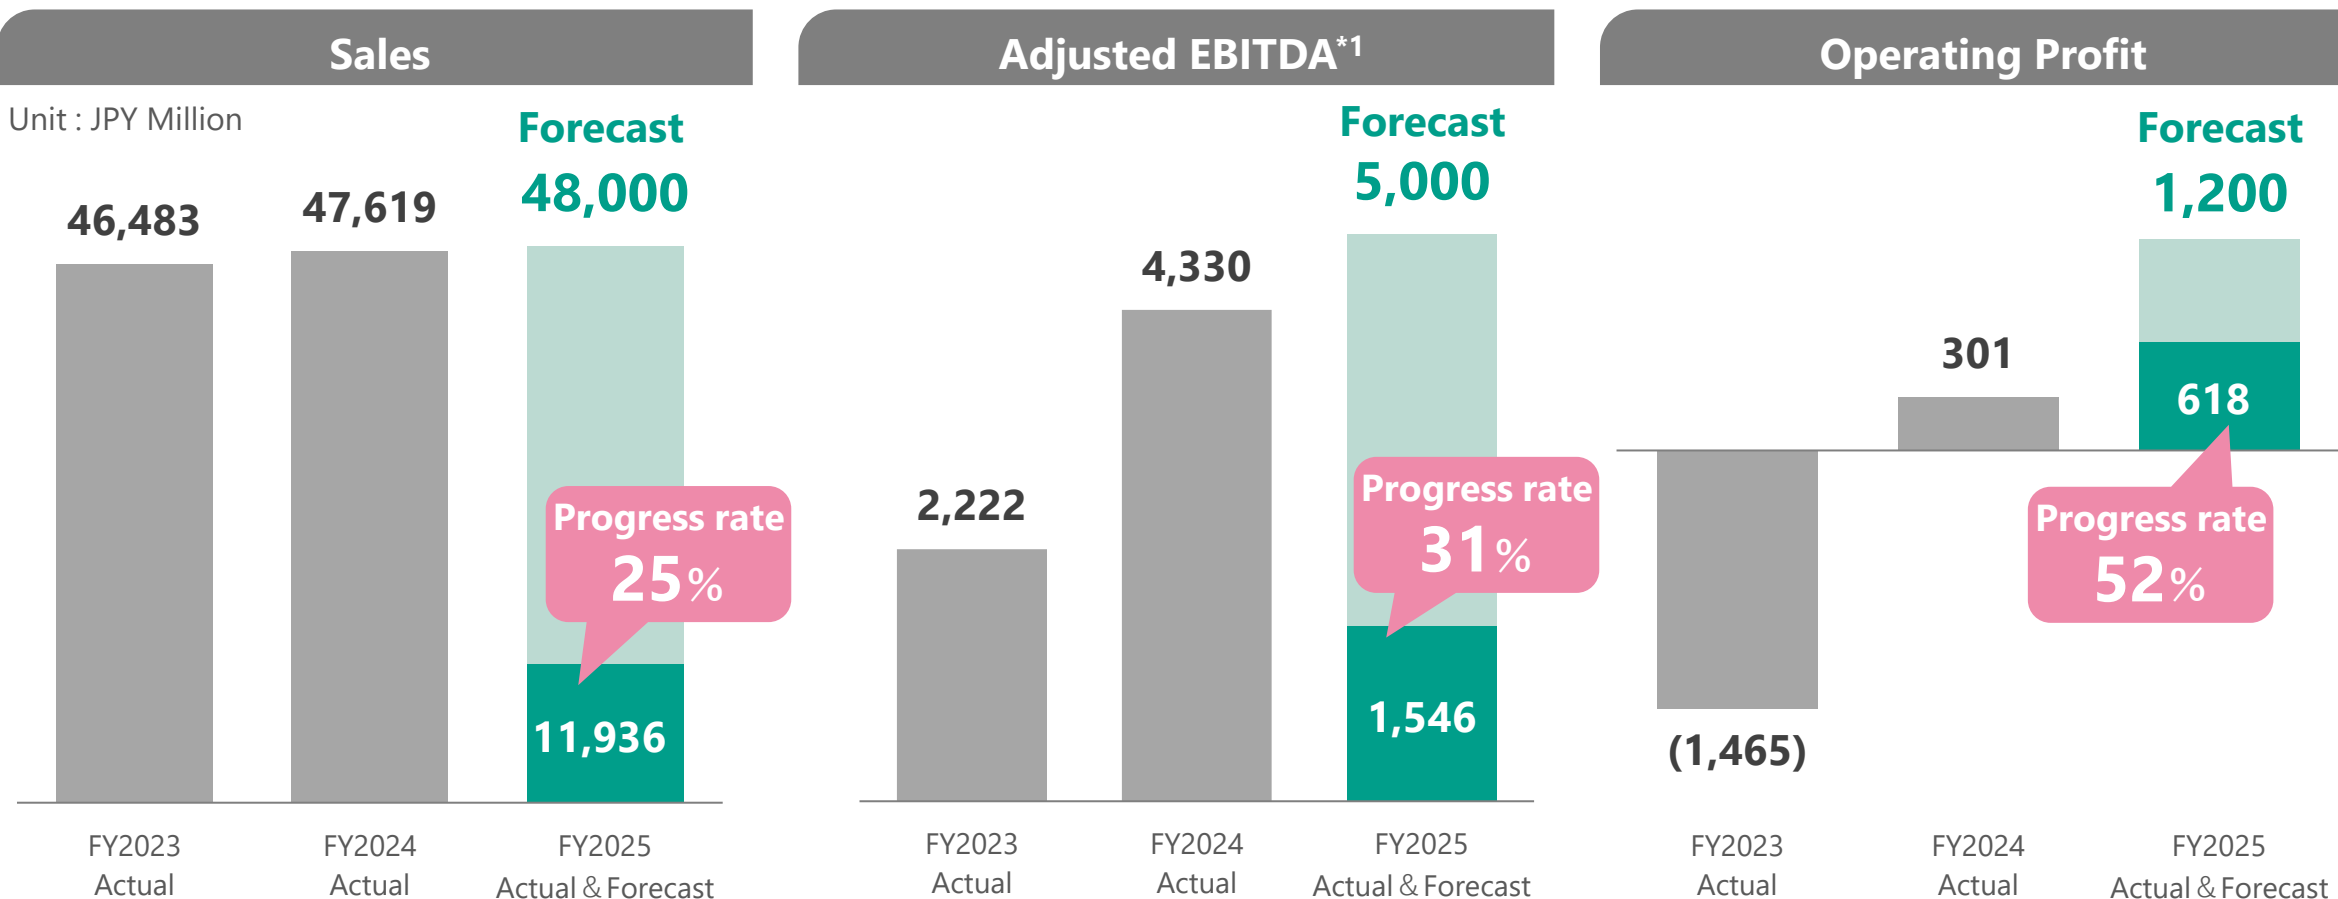 Sales
Unit : JPY Million
46,483
47,619
Forecast
48,000
Progress rate
25%
11,936
FY2023
Actual
FY2024
Actual
FY2025
Actual＆Forecast
Adjusted EBITDA*1
2,222
4,330
Forecast
5,000
Progress rate
31%
1,546
FY2023
Actual
FY2024
Actual
FY2025
Actual＆Forecast
Operating Profit
(1,465)
301
Forecast
1,200
618
Progress rate
52%
FY2023
Actual
FY2024
Actual
FY2025
Actual＆Forecast